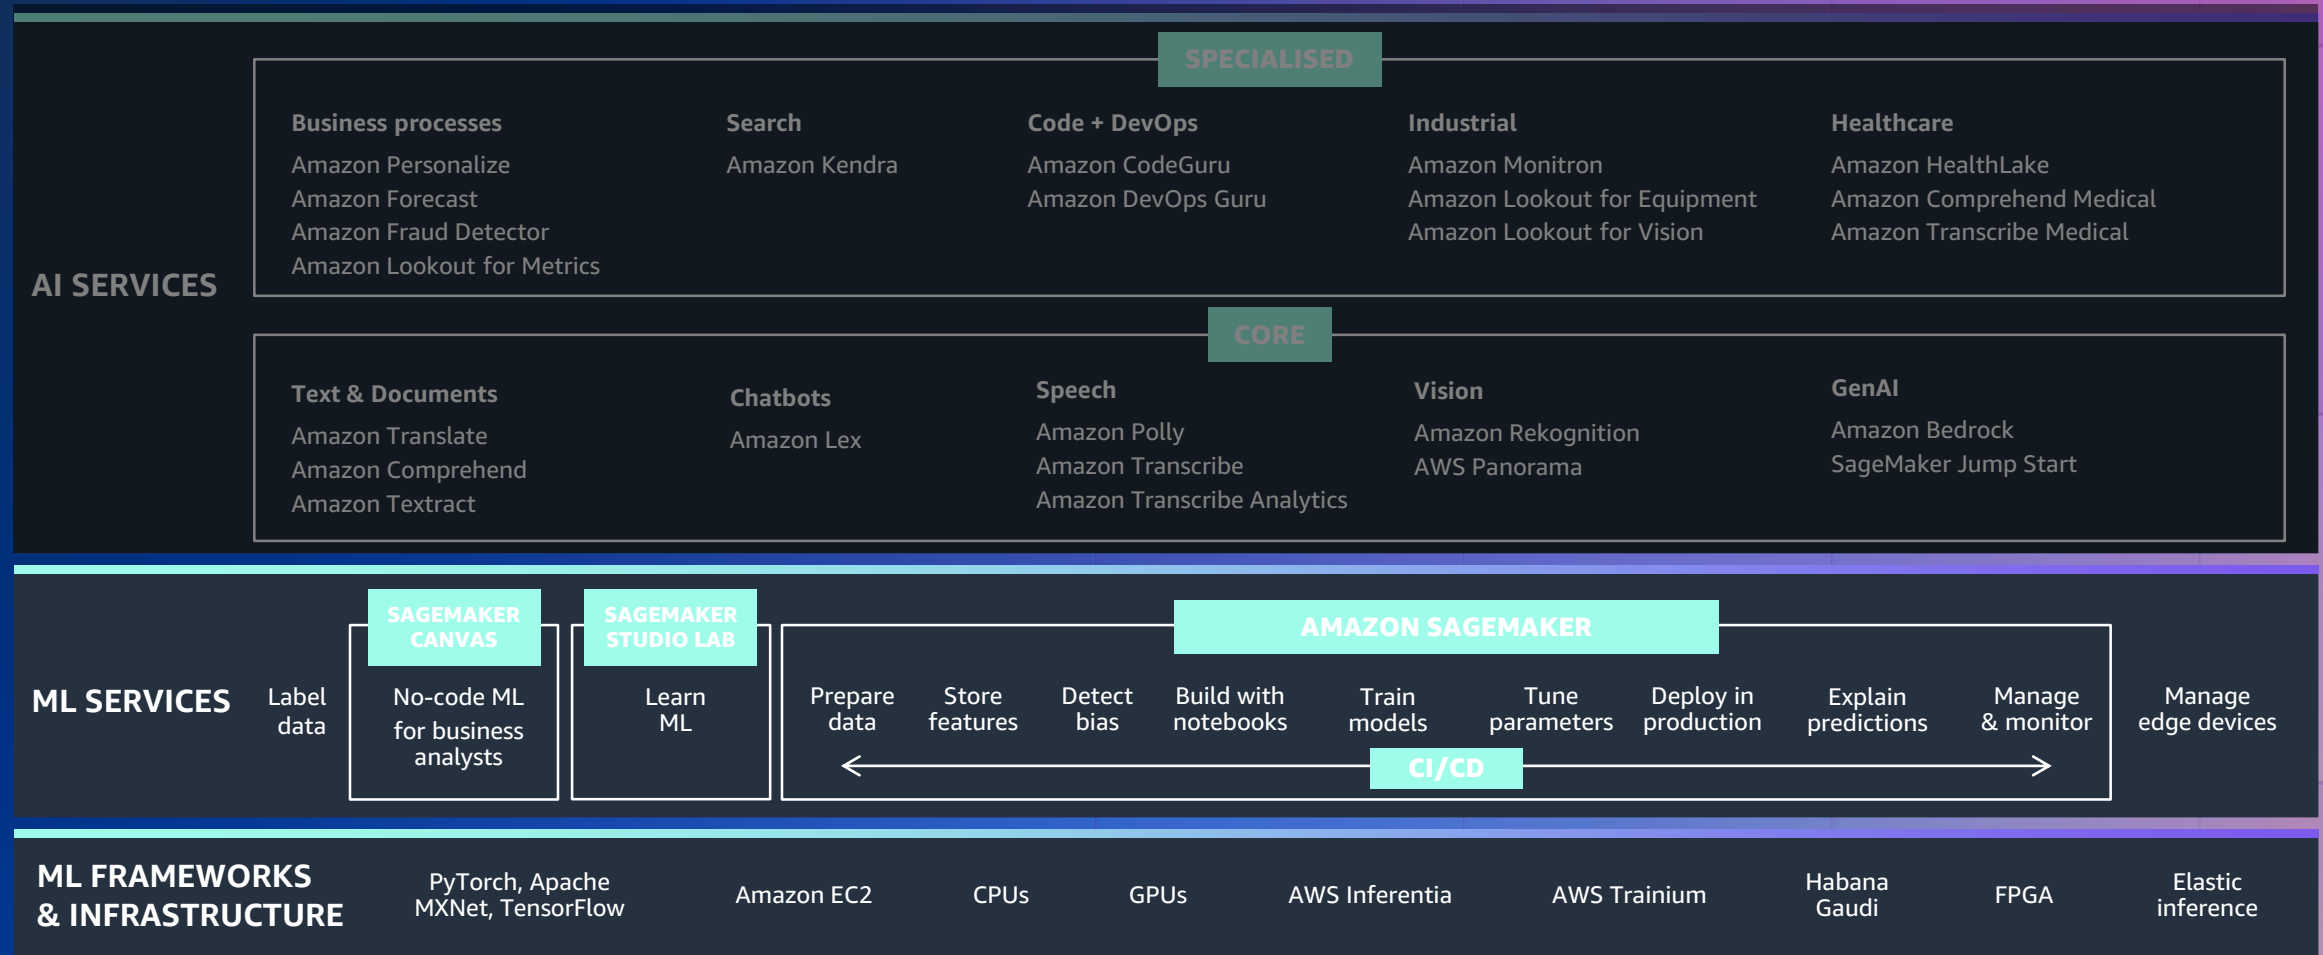 SPECIALISED
Business processes
Amazon Personalize
Amazon Forecast
Amazon Fraud Detector
Amazon Lookout for Metrics
Search
Amazon Kendra
Code + DevOps
Amazon CodeGuru
Amazon DevOps Guru
Industrial
Amazon Monitron
Amazon Lookout for Equipment
Amazon Lookout for Vision
Healthcare
Amazon HealthLake
Amazon Comprehend Medical
Amazon Transcribe Medical
AI SERVICES
CORE
Text & Documents
Amazon Translate
Amazon Comprehend
Amazon Textract
Chatbots
Amazon Lex
Speech
Amazon Polly
Amazon Transcribe
Amazon Transcribe Analytics
Vision
Amazon Rekognition
AWS Panorama
GenAI
Amazon Bedrock
SageMaker Jump Start
ML SERVICES
Label
data
SAGEMAKER
CANVAS
No-code ML
for business
analysts
SAGEMAKER
STUDIO LAB
Learn
ML
AMAZON SAGEMAKER
Prepare
data
Store
features
Detect
bias
Build with
notebooks
Train
models
Tune
parameters
Deploy in
production
Explain
predictions
Manage
& monitor
CI/CD
Manage
edge devices
ML FRAMEWORKS
& INFRASTRUCTURE
PyTorch, Apache
MXNet, TensorFlow
Amazon EC2
CPUs
GPUs
AWS Inferentia
AWS Trainium
Habana
Gaudi
FPGA
Elastic
inference